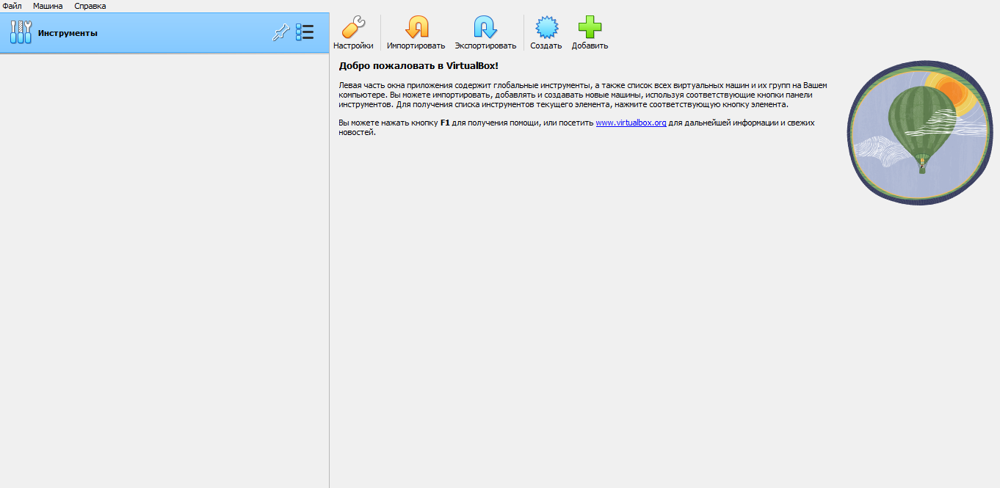 Файл Машина Справка
Инструменты
Настройки Импортировать Экспортировать Создать Добавить
Добро пожаловать в VirtualBox!
Левая часть окна приложения содержит глобальные инструменты, а также список всех виртуальных машин и их групп на Вашем
компьютере. Вы можете импортировать, добавлять и создавать новые машины, используя соответствующие кнопки панели
инструментов. Для получения списка инструментов текущего элемента, нажмите соответствующую кнопку элемента.
Вы можете нажать кнопку F1 для получения помощи, или посетить www.virtualbox.org для дальнейшей информации и свежих
новостей.